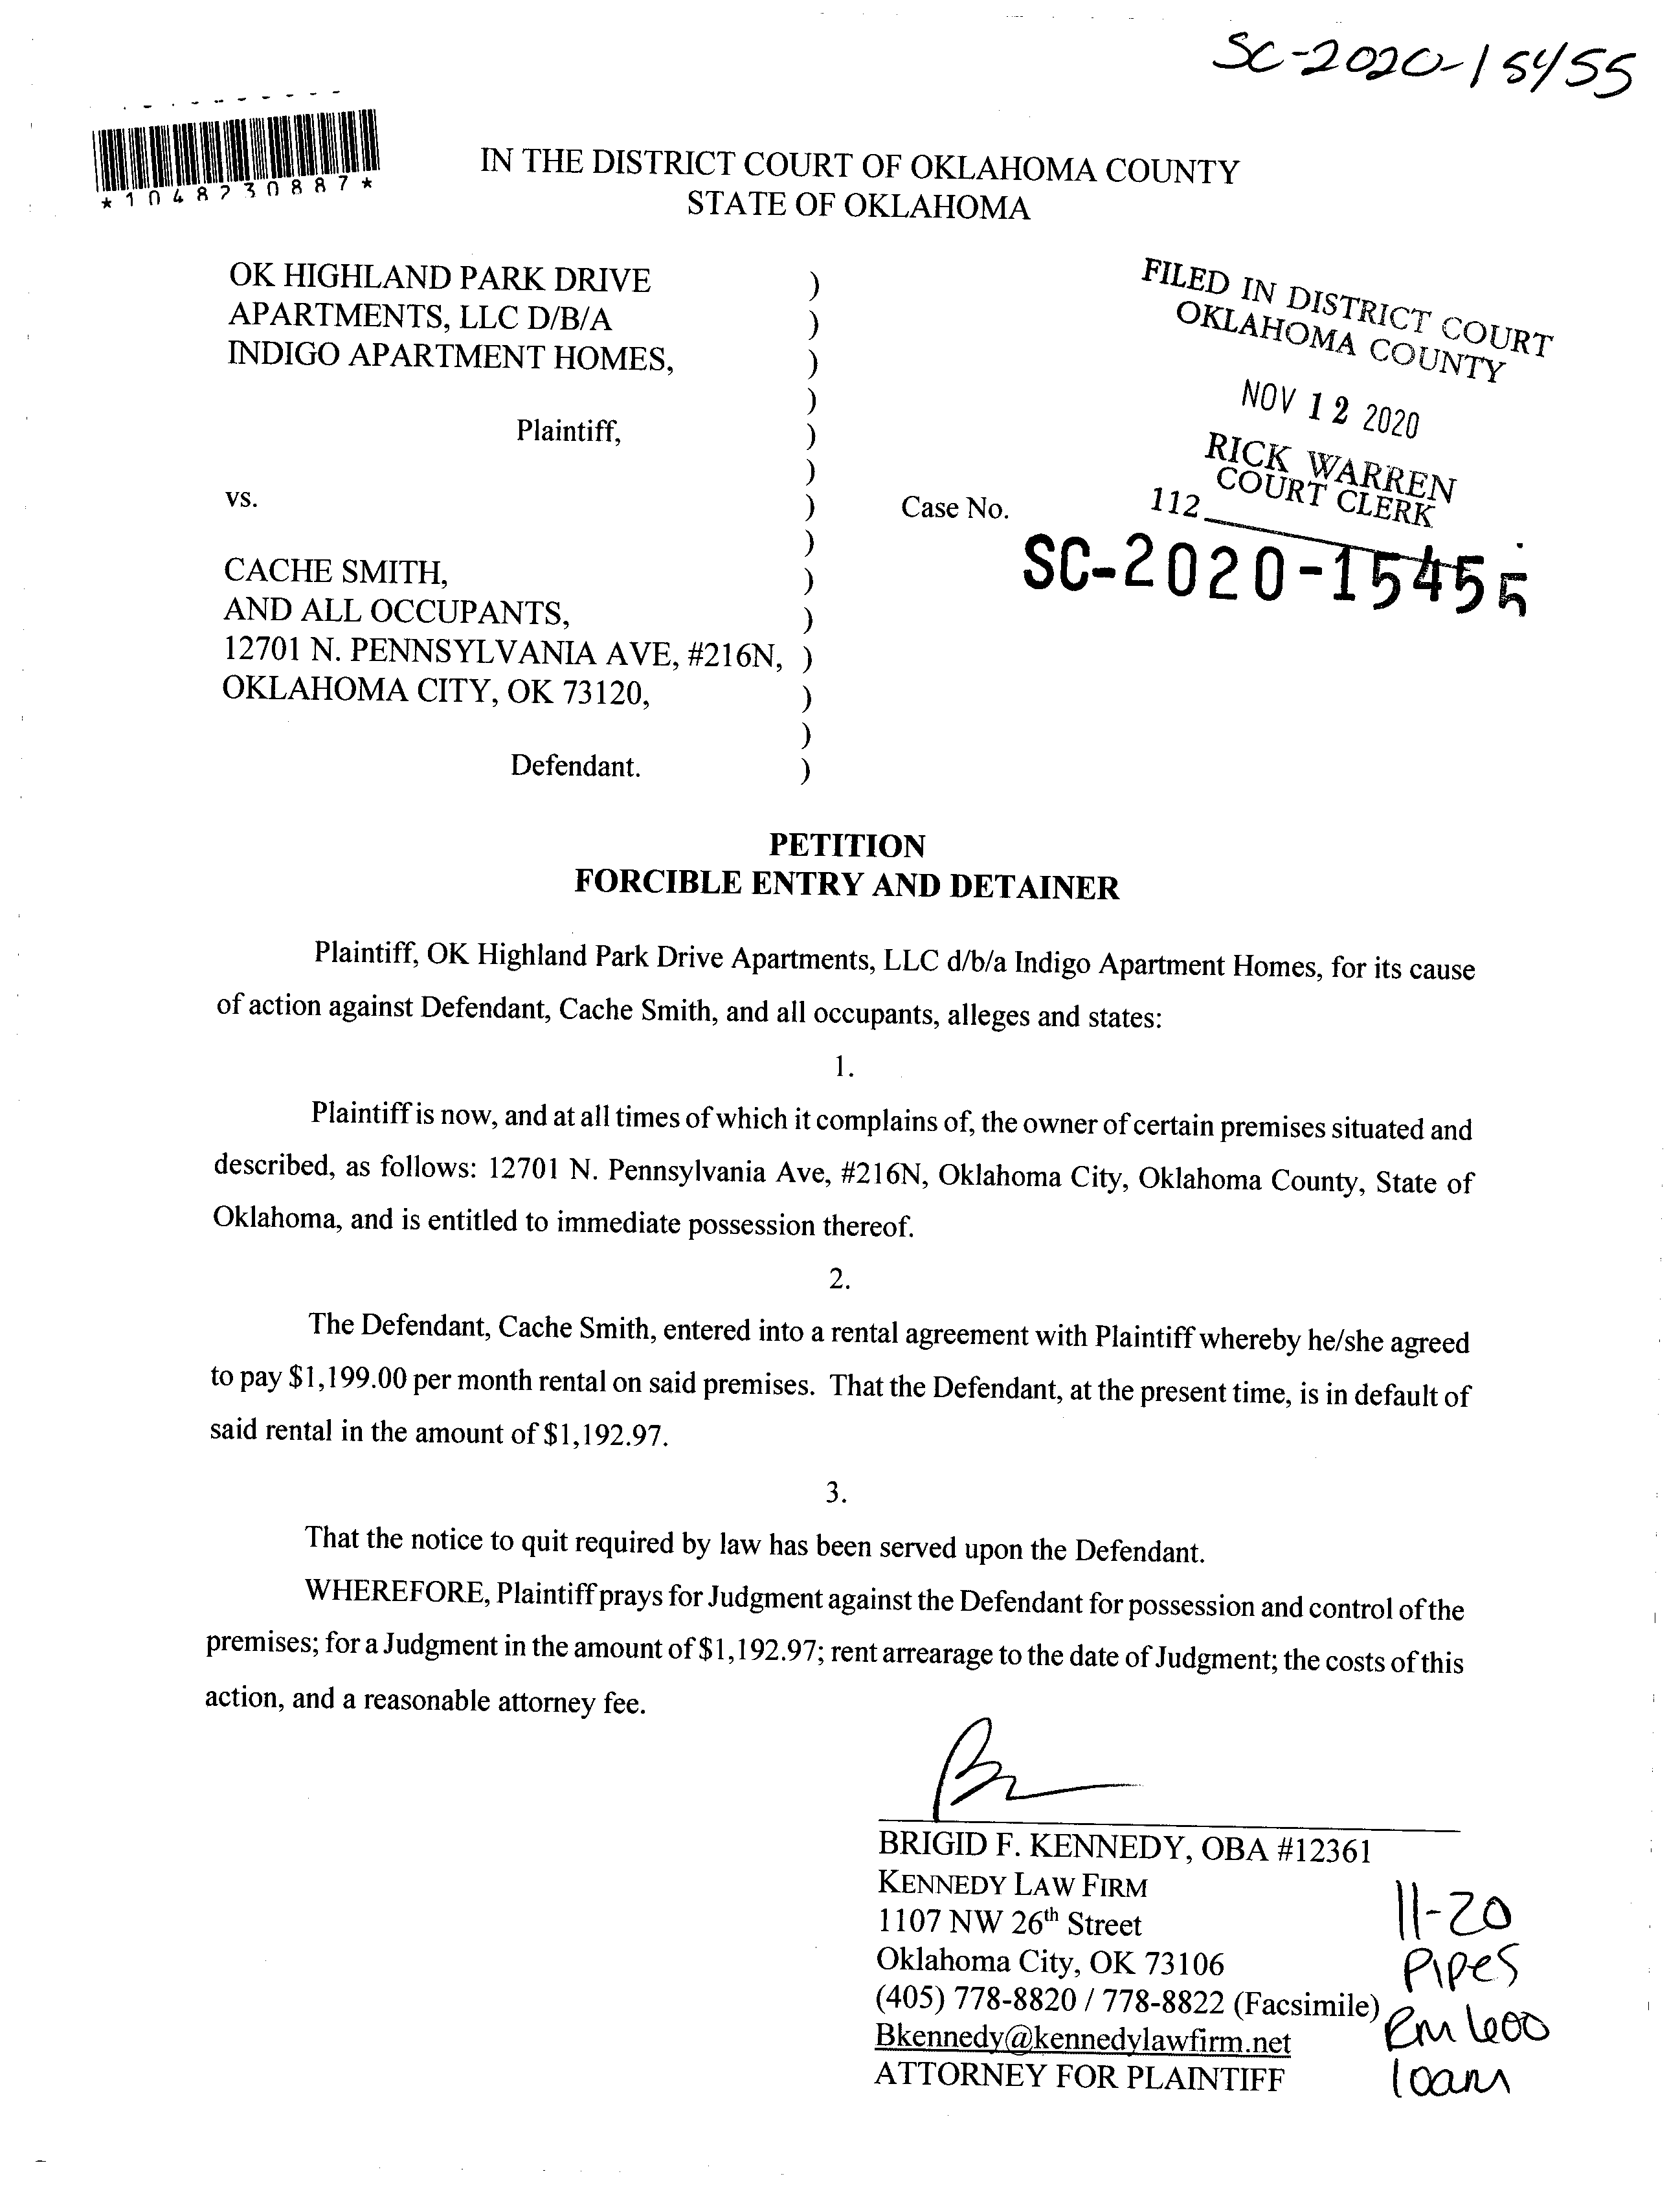 SC-2020-15455
*1048230887*
IN THE DISTRICT COURT OF OKLAHOMA COUNTY
STATE OF OKLAHOMA
OK HIGHLAND PARK DRIVE )
APARTMENTS, LLC D/B/A )
INDIGO APARTMENT HOMES, )
)
Plaintiff, )
)
vs. )
)
CACHE SMITH, )
AND ALL OCCUPANTS, )
12701 N. PENNSYLVANIA AVE, #216N, )
OKLAHOMA CITY, OK 73120, )
)
Defendant. )
FILED IN DISTRICT COURT
OKLAHOMA COUNTY
NOV 12 2020
RICK WARREN
COURT CLERK
112
Case No.
SC-2020-15455
PETITION
FORCIBLE ENTRY AND DETAINER
Plaintiff, OK Highland Park Drive Apartments, LLC d/b/a Indigo Apartment Homes, for its cause
of action against Defendant, Cache Smith, and all occupants, alleges and states:
1.
Plaintiff is now, and at all times of which it complains of, the owner of certain premises situated and
described, as follows: 12701 N. Pennsylvania Ave, #216N, Oklahoma City, Oklahoma County, State of
Oklahoma, and is entitled to immediate possession thereof.
2.
The Defendant, Cache Smith, entered into a rental agreement with Plaintiff whereby he/she agreed
to pay $1,199.00 per month rental on said premises. That the Defendant, at the present time, is in default of
said rental in the amount of $1,192.97.
3.
That the notice to quit required by law has been served upon the Defendant.
WHEREFORE, Plaintiff prays for Judgment against the Defendant for possession and control of the
premises; for a Judgment in the amount of $1,192.97; rent arrearage to the date of Judgment; the costs of this
action, and a reasonable attorney fee.
BRIGID F. KENNEDY, OBA #12361
KENNEDY LAW FIRM
1107 NW 26th Street
Oklahoma City, OK 73106
(405) 778-8820 / 778-8822 (Facsimile)
Bkennedy@kennedylawfirm.net
ATTORNEY FOR PLAINTIFF
11-20
Pipes
Rm 600
10am